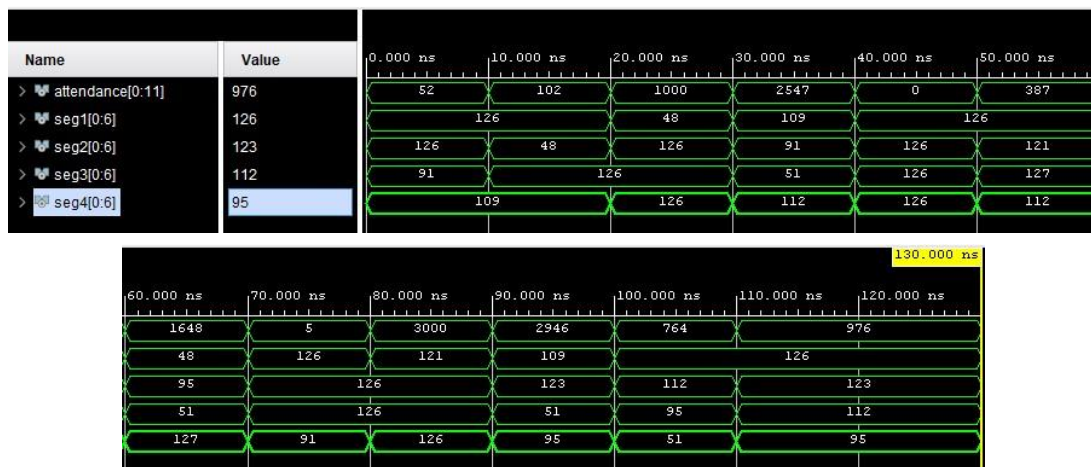 Name Value 0.000 ns 10.000 ns 20.000 ns 30.000 ns 40.000 ns 50.000 ns
attendance[0:11] 976 52 102 1000 2547 0 387
seg1[0:6] 126 126 48 109 126
seg2[0:6] 123 126 48 126 91 126 121
seg3[0:6] 112 91 126 51 126 127
seg4[0:6] 95 109 126 112 126 112
130.000 ns
60.000 ns 70.000 ns 80.000 ns 90.000 ns 100.000 ns 110.000 ns 120.000 ns
1648 5 3000 2946 764 976
48 126 121 109 126
95 126 123 112 123
51 126 51 95 112
127 91 126 95 51 95